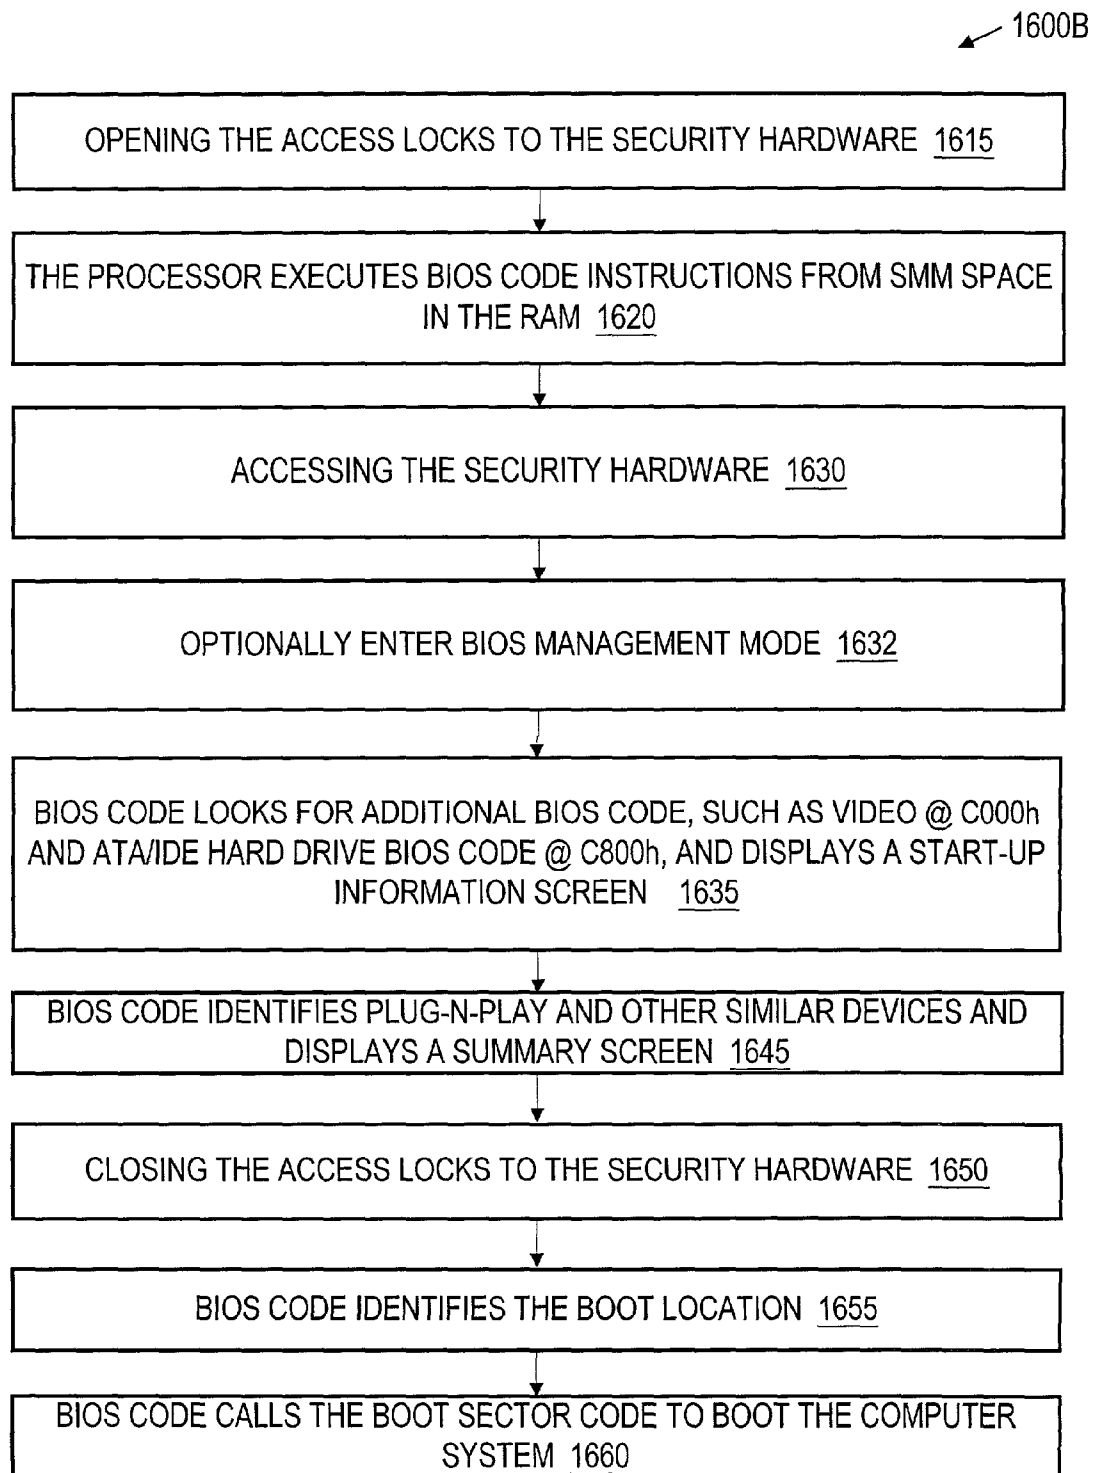 1600B
OPENING THE ACCESS LOCKS TO THE SECURITY HARDWARE 1615
THE PROCESSOR EXECUTES BIOS CODE INSTRUCTIONS FROM SMM SPACE
IN THE RAM 1620
ACCESSING THE SECURITY HARDWARE 1630
OPTIONALLY ENTER BIOS MANAGEMENT MODE 1632
BIOS CODE LOOKS FOR ADDITIONAL BIOS CODE, SUCH AS VIDEO @ C000h
AND ATA/IDE HARD DRIVE BIOS CODE @ C800h, AND DISPLAYS A START-UP
INFORMATION SCREEN 1635
BIOS CODE IDENTIFIES PLUG-N-PLAY AND OTHER SIMILAR DEVICES AND
DISPLAYS A SUMMARY SCREEN 1645
CLOSING THE ACCESS LOCKS TO THE SECURITY HARDWARE 1650
BIOS CODE IDENTIFIES THE BOOT LOCATION 1655
BIOS CODE CALLS THE BOOT SECTOR CODE TO BOOT THE COMPUTER
SYSTEM 1660